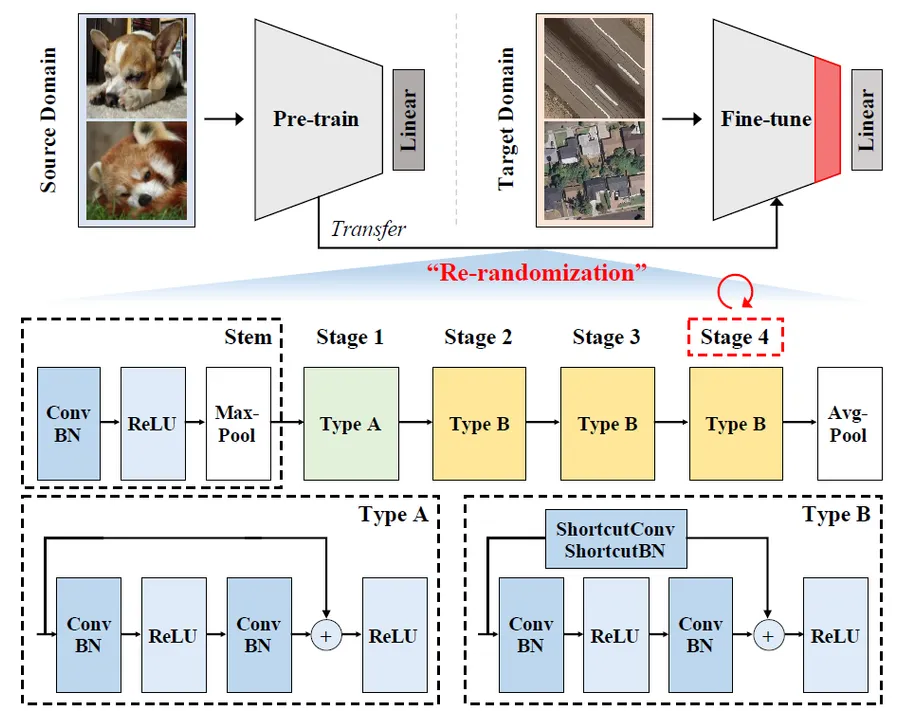 Source Domain
Pre-train
Linear
Target Domain
Fine-tune
Linear
Transfer
“Re-randomization”
Stem
Stage 1
Stage 2
Stage 3
Stage 4
Conv
BN
ReLU
Max-
Pool
Type A
Type B
Type B
Type B
Avg-
Pool
Type A
Conv
BN
ReLU
Conv
BN
+
ReLU
Type B
ShortcutConv
ShortcutBN
Conv
BN
ReLU
Conv
BN
+
ReLU